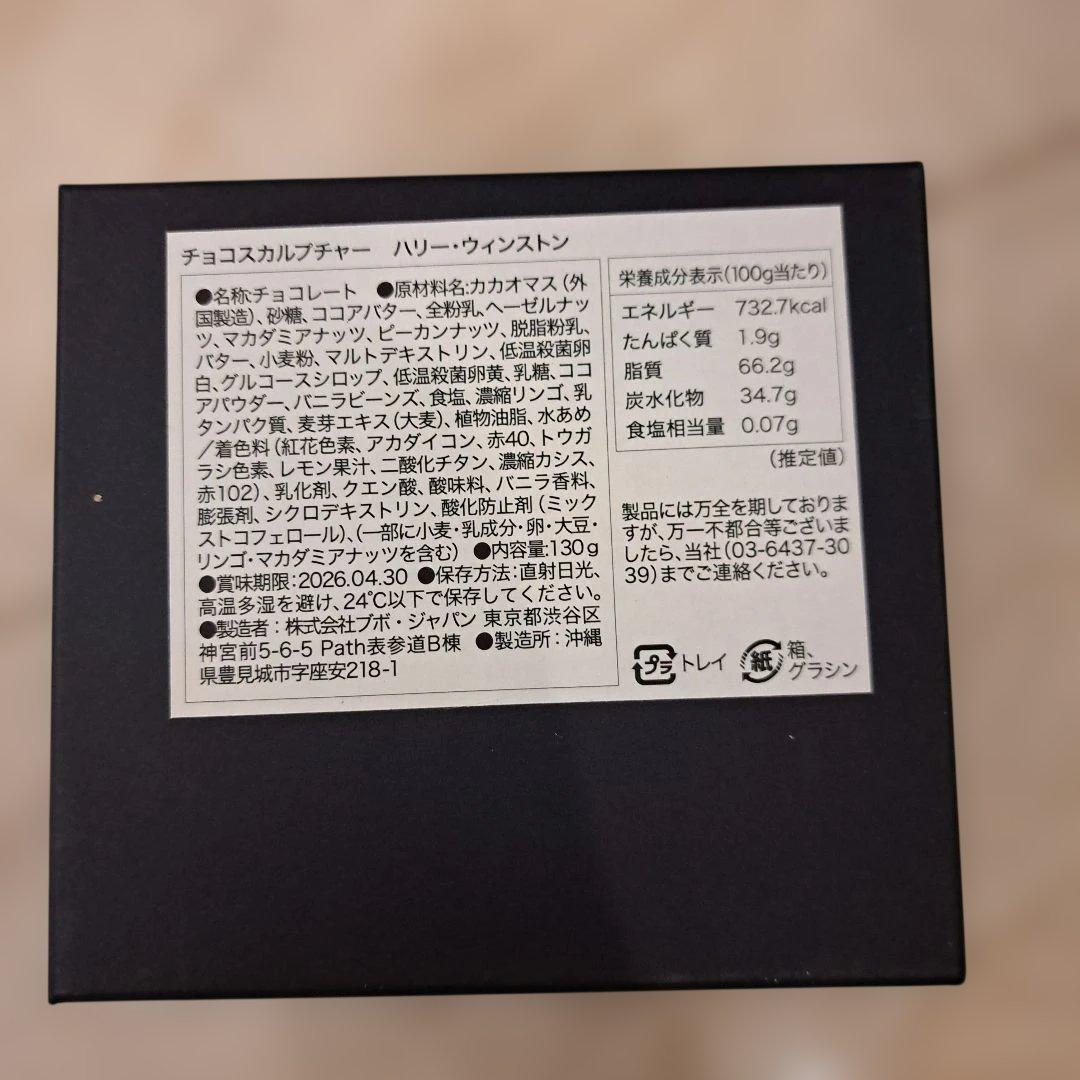 チョコスカルプチャー　ハリー・ウィンストン
●名称:チョコレート　●原材料名:カカオマス(外
国製造)、砂糖、ココアバター、全粉乳、ヘーゼルナッ
ツ、マカダミアナッツ、ピーカンナッツ、脱脂粉乳、
バター、小麦粉、マルトデキストリン、低温殺菌卵
白、グルコースシロップ、低温殺菌卵黄、乳糖、ココ
アパウダー、バニラビーンズ、食塩、濃縮リンゴ、乳
タンパク質、麦芽エキス(大麦)、植物油脂、水あめ
／着色料(紅花色素、アカダイコン、赤40、トウガ
ラシ色素、レモン果汁、二酸化チタン、濃縮カシス、
赤102)、乳化剤、クエン酸、酸味料、バニラ香料、
膨張剤、シクロデキストリン、酸化防止剤(ミック
ストコフェロール)、(一部に小麦・乳成分・卵・大豆・
リンゴ・マカダミアナッツを含む)　●内容量:130g
●賞味期限:2026.04.30 ●保存方法:直射日光、
高温多湿を避け、24℃以下で保存してください。
●製造者：株式会社ブボ・ジャパン 東京都渋谷区
神宮前5-6-5 Path表参道B棟　●製造所：沖縄
県豊見城市字座安218-1
栄養成分表示(100g当たり)
エネルギー　732.7kcal
たんぱく質　1.9g
脂質　66.2g
炭水化物　34.7g
食塩相当量　0.07g
(推定値)
製品には万全を期しておりま
すが、万一不都合等ございま
したら、当社(03-6437-30
39)までご連絡ください。
プラ トレイ　紙 箱、
グラシン